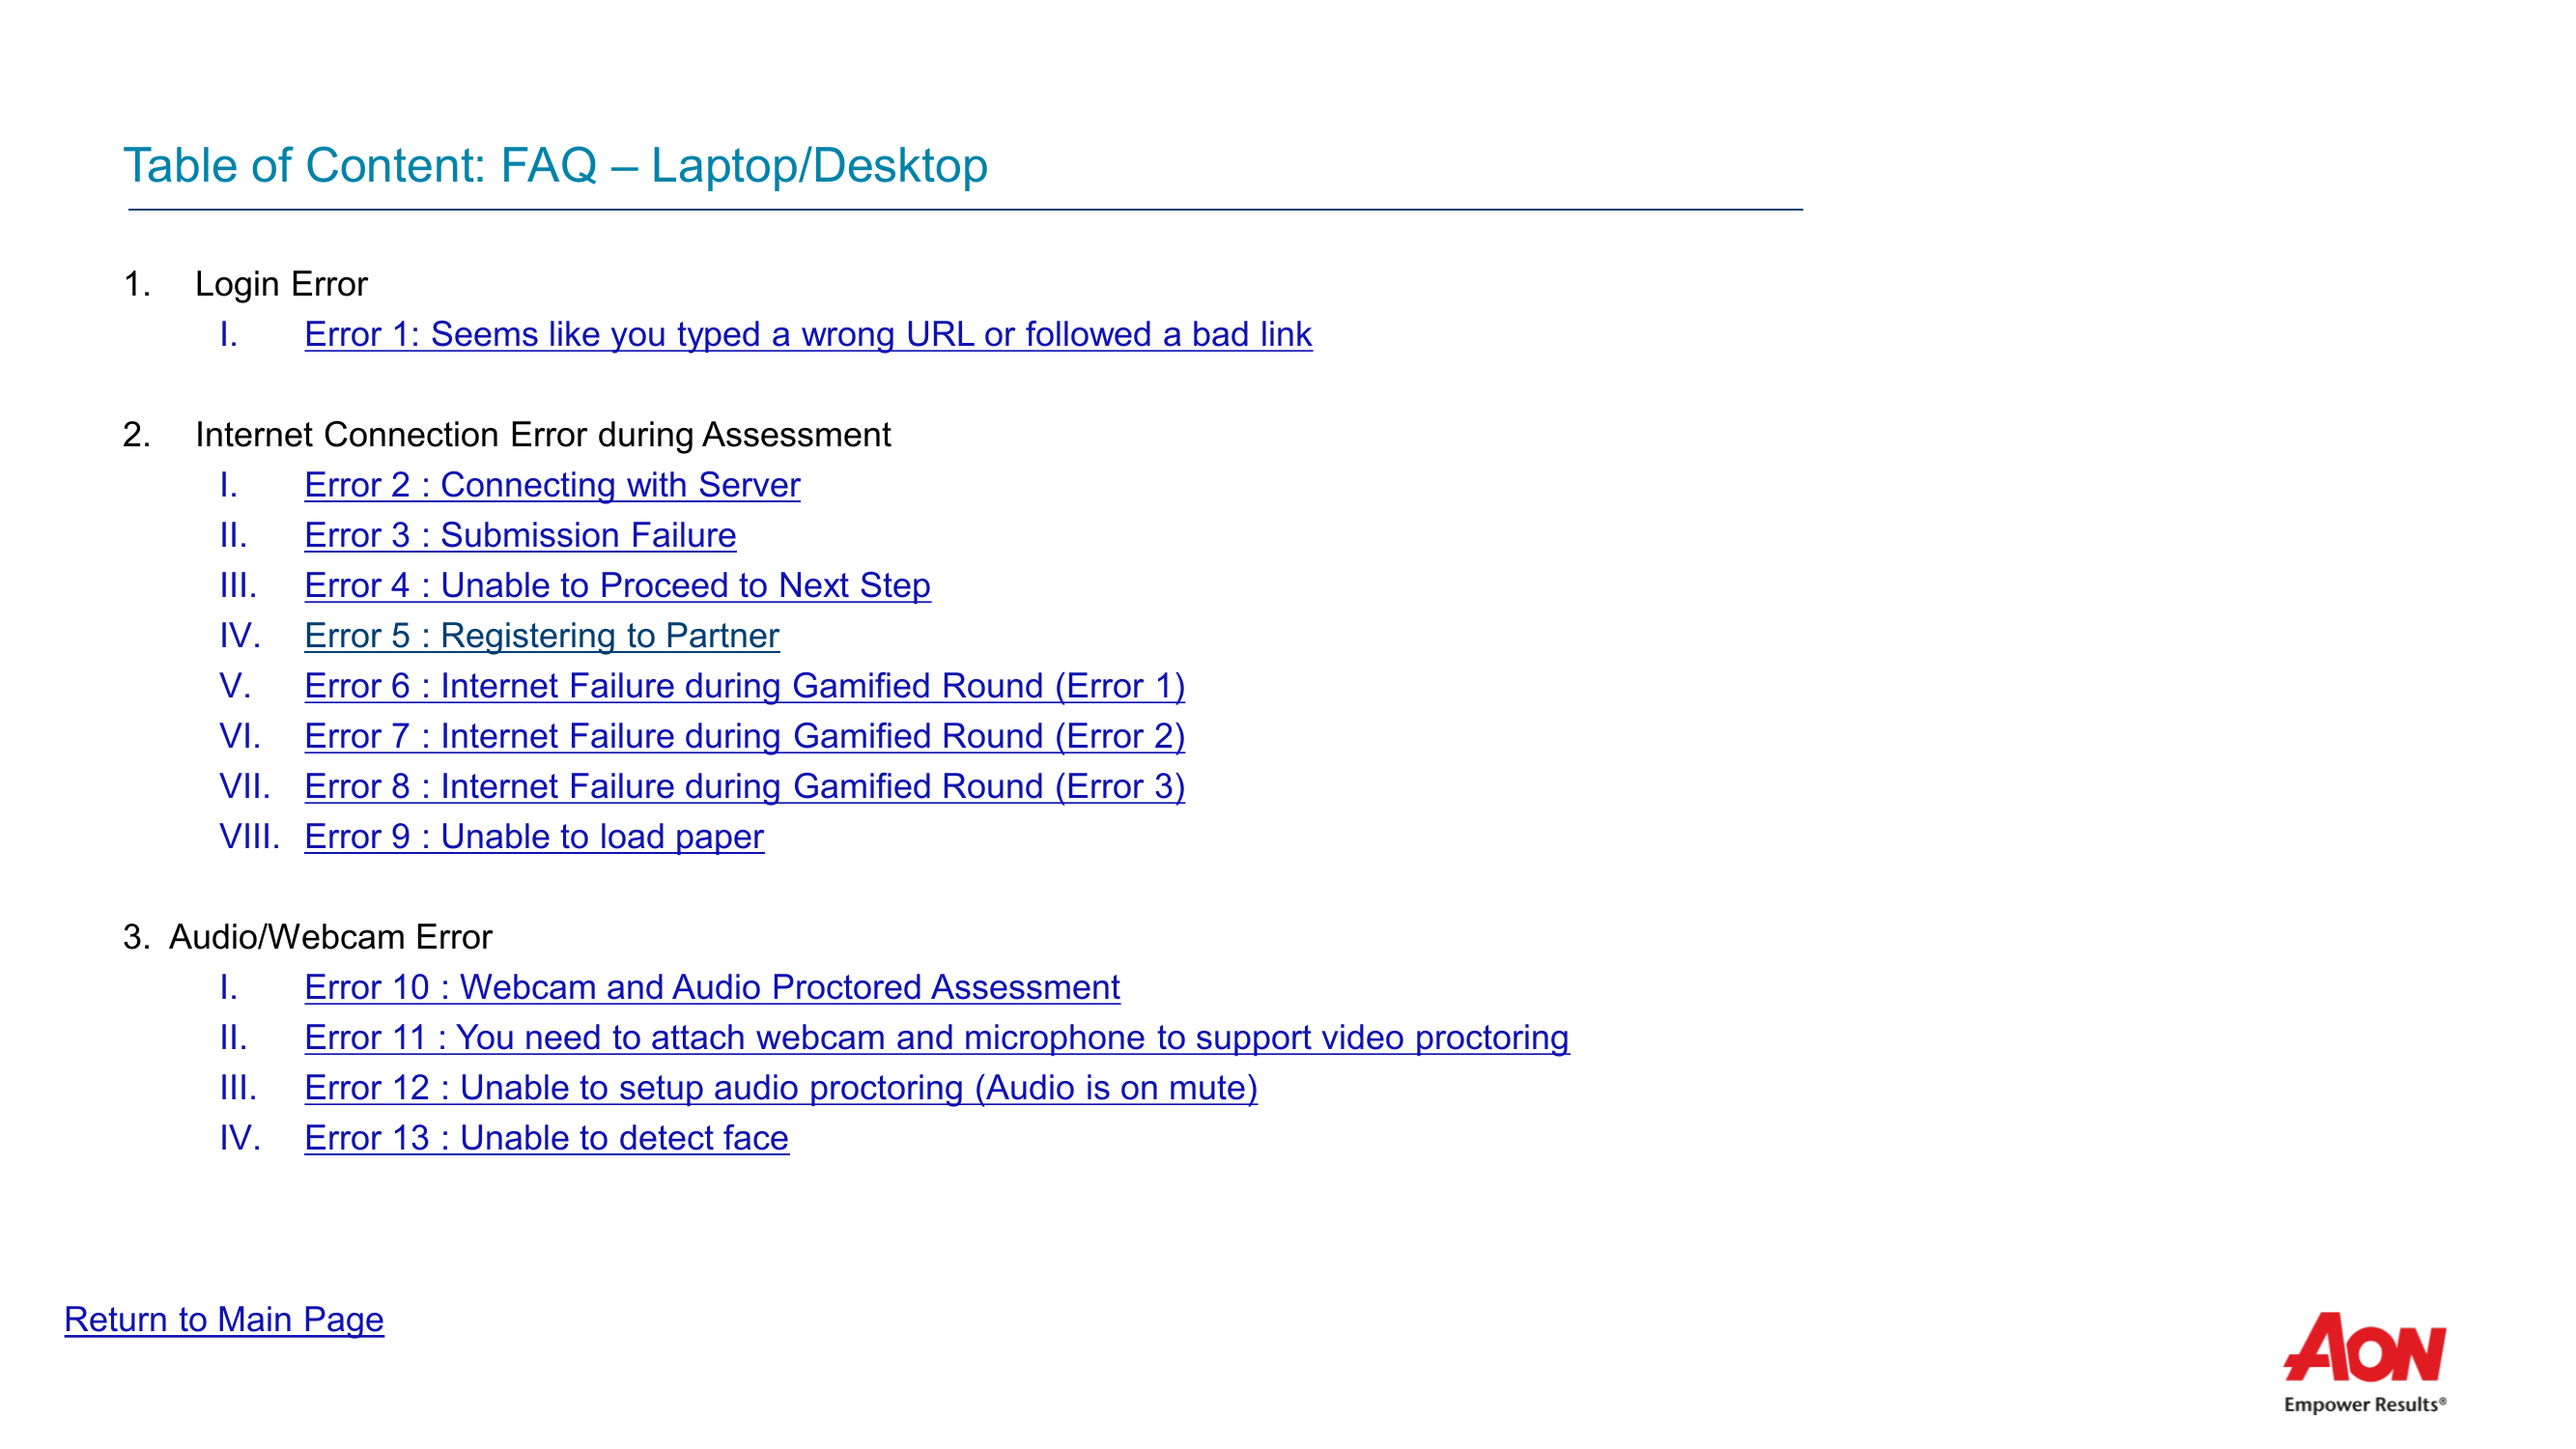 Table of Content: FAQ – Laptop/Desktop
1. Login Error
I. Error 1: Seems like you typed a wrong URL or followed a bad link
2. Internet Connection Error during Assessment
I. Error 2 : Connecting with Server
II. Error 3 : Submission Failure
III. Error 4 : Unable to Proceed to Next Step
IV. Error 5 : Registering to Partner
V. Error 6 : Internet Failure during Gamified Round (Error 1)
VI. Error 7 : Internet Failure during Gamified Round (Error 2)
VII. Error 8 : Internet Failure during Gamified Round (Error 3)
VIII. Error 9 : Unable to load paper
3. Audio/Webcam Error
I. Error 10 : Webcam and Audio Proctored Assessment
II. Error 11 : You need to attach webcam and microphone to support video proctoring
III. Error 12 : Unable to setup audio proctoring (Audio is on mute)
IV. Error 13 : Unable to detect face
Return to Main Page
AON
Empower Results®